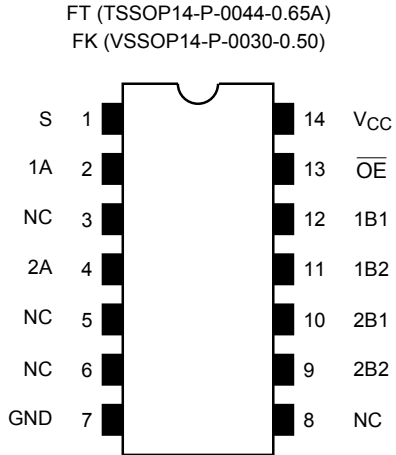 FT (TSSOP14-P-0044-0.65A)
FK (VSSOP14-P-0030-0.50)
S 1 14 VCC
1A 2 13 OE
NC 3 12 1B1
2A 4 11 1B2
NC 5 10 2B1
NC 6 9 2B2
GND 7 8 NC